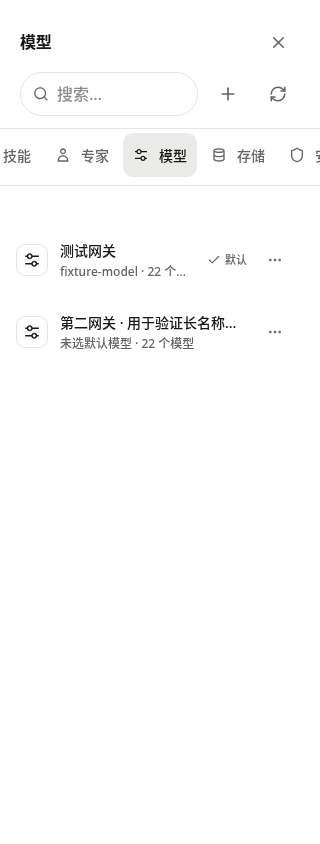 模型
搜索...
技能
专家
模型
存储
测试网关
fixture-model · 22 个...
默认
第二网关 · 用于验证长名称...
未选默认模型 · 22 个模型